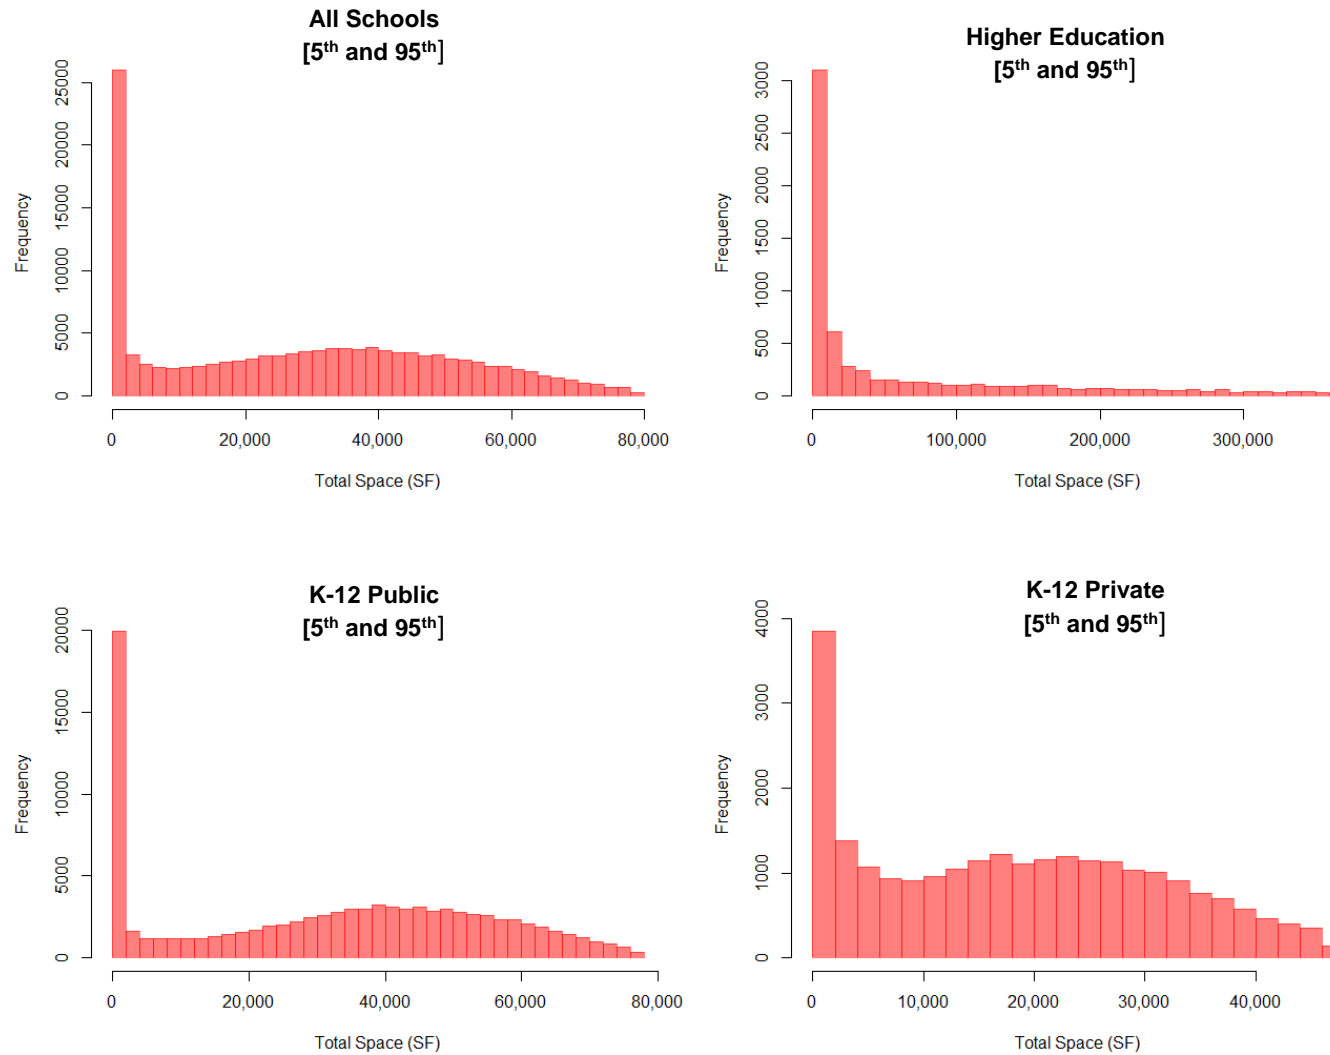 All Schools
[5th and 95th]
Frequency
0
5000
10000
15000
20000
25000
0
20,000
40,000
60,000
80,000
Total Space (SF)
Higher Education
[5th and 95th]
Frequency
0
500
1000
1500
2000
2500
3000
0
100,000
200,000
300,000
Total Space (SF)
K-12 Public
[5th and 95th]
Frequency
0
5000
10000
15000
20000
0
20,000
40,000
60,000
80,000
Total Space (SF)
K-12 Private
[5th and 95th]
Frequency
0
1000
2000
3000
4000
0
10,000
20,000
30,000
40,000
Total Space (SF)